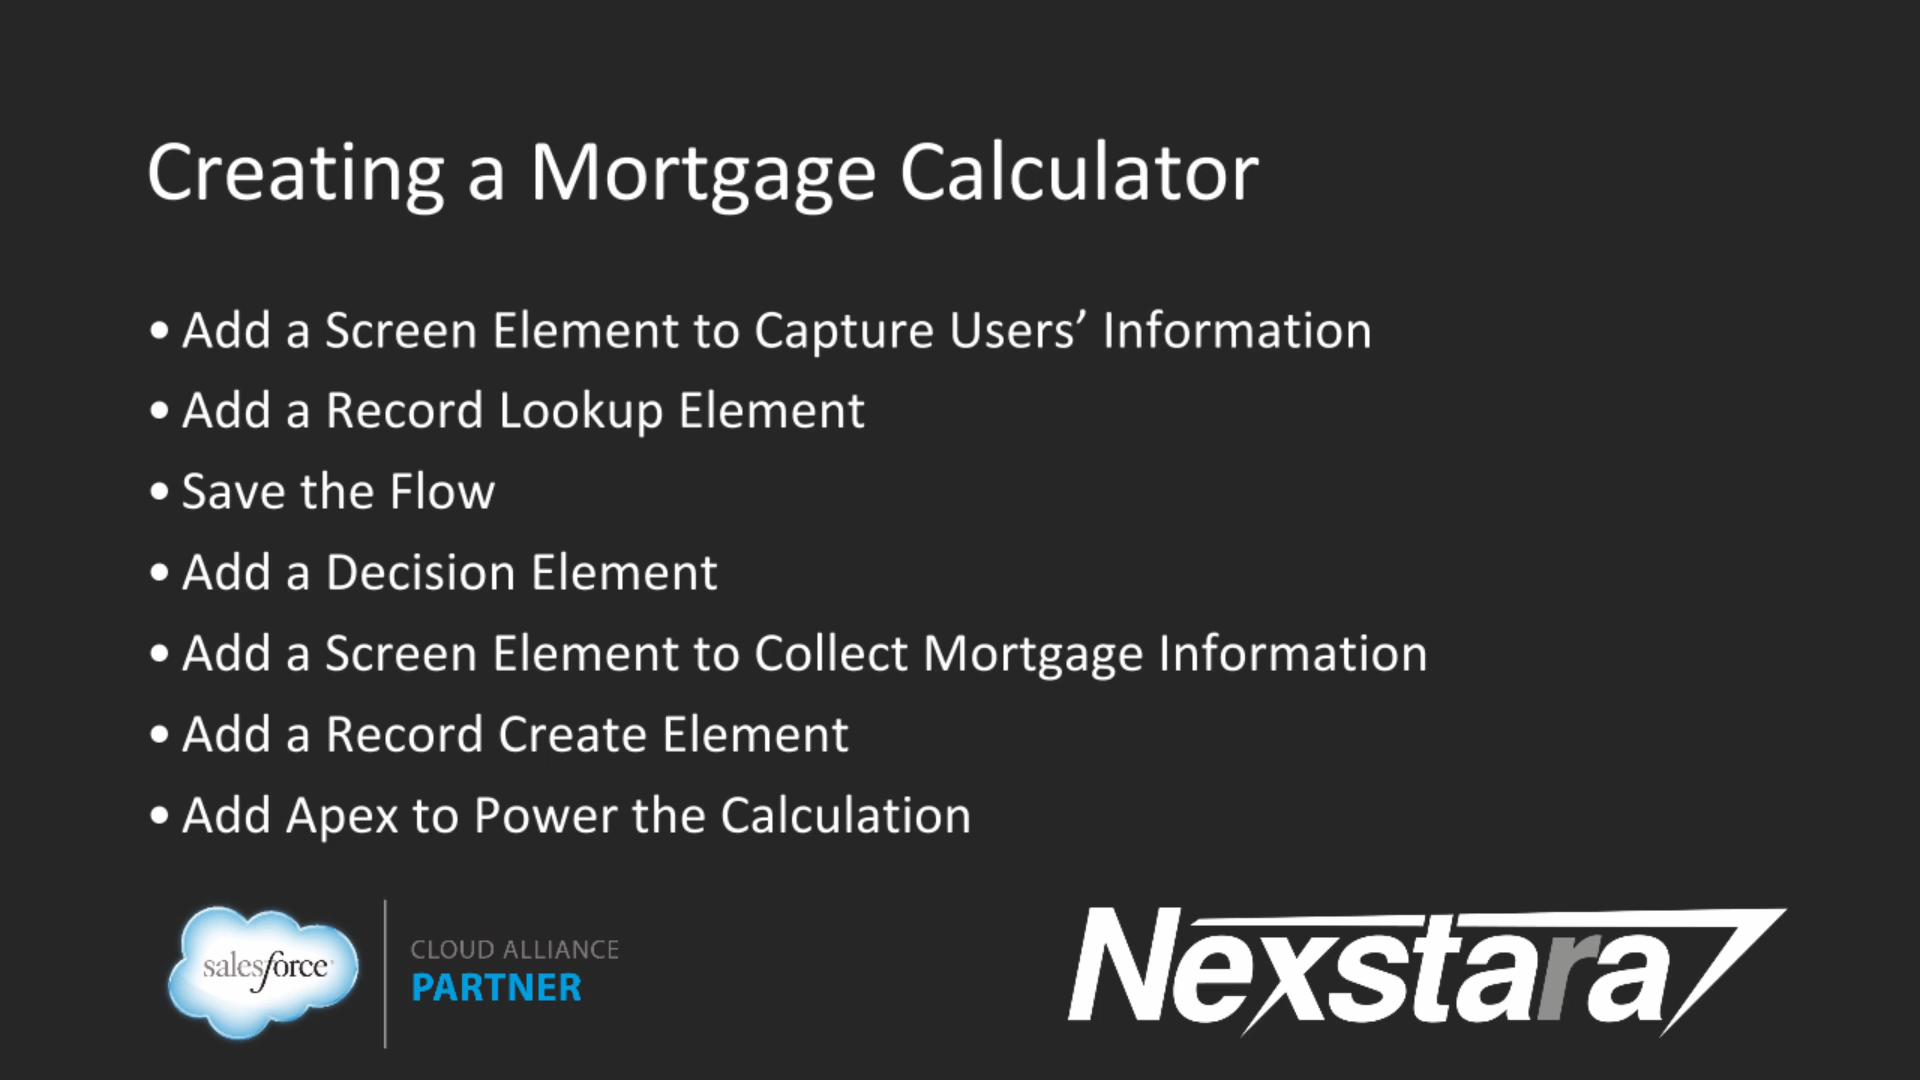 Creating a Mortgage Calculator
• Add a Screen Element to Capture Users’ Information
• Add a Record Lookup Element
• Save the Flow
• Add a Decision Element
• Add a Screen Element to Collect Mortgage Information
• Add a Record Create Element
• Add Apex to Power the Calculation
salesforce
CLOUD ALLIANCE
PARTNER
Nexstara